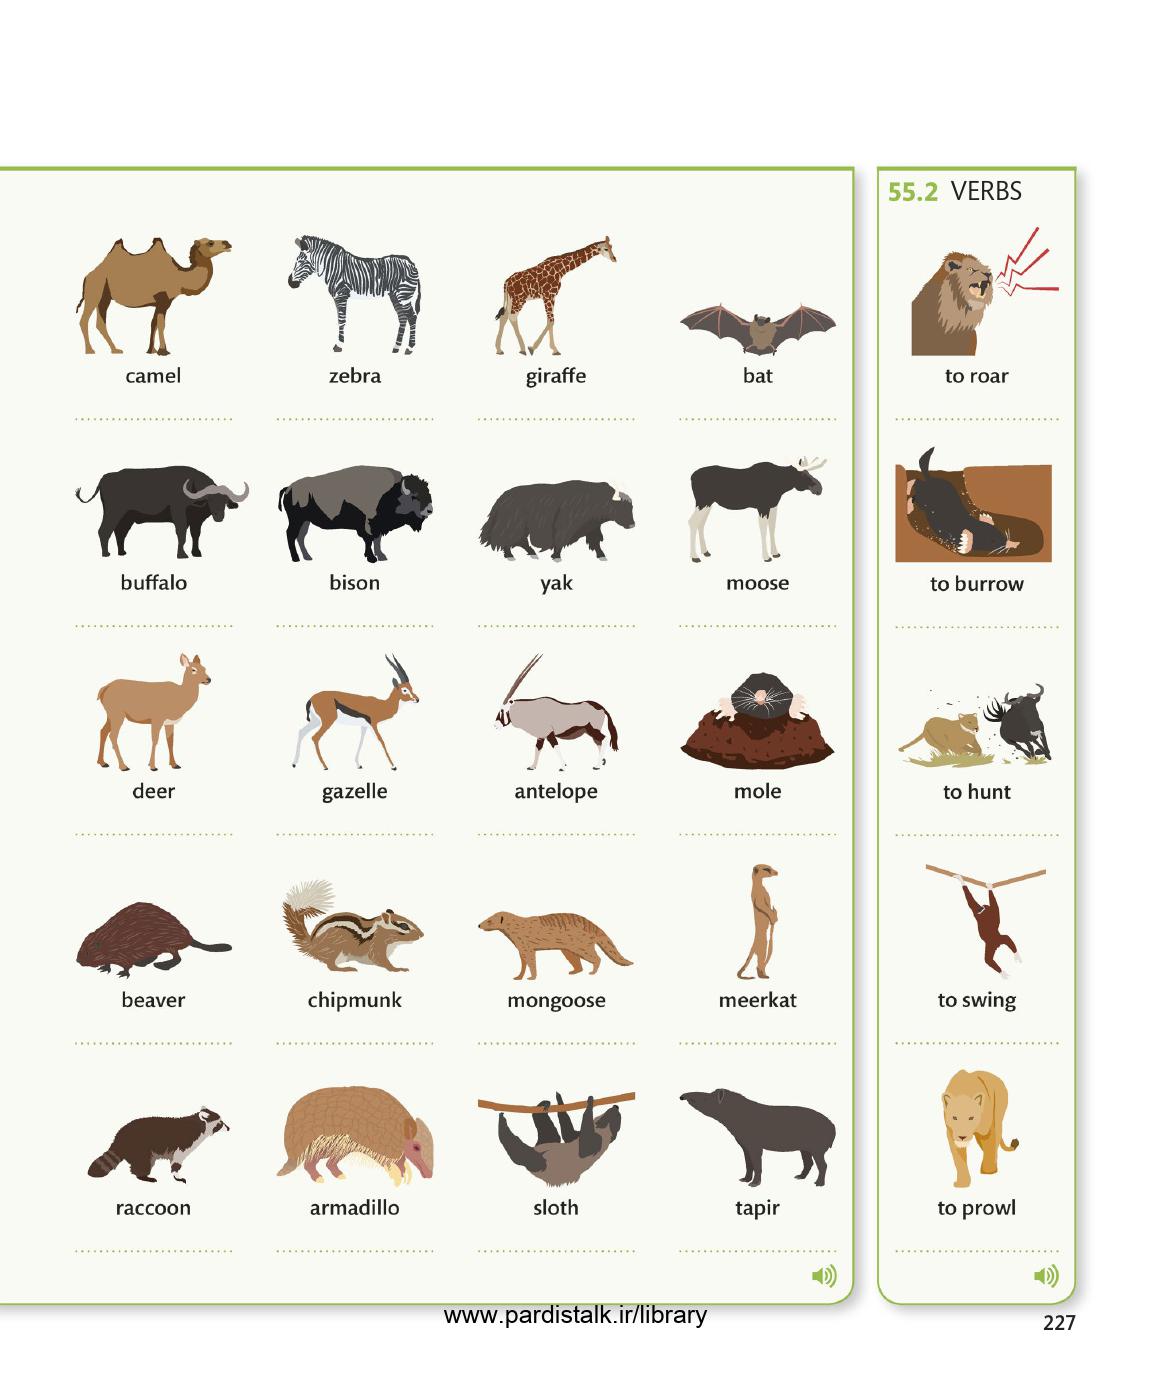 55.2 VERBS
camel zebra giraffe bat to roar
buffalo bison yak moose to burrow
deer gazelle antelope mole to hunt
beaver chipmunk mongoose meerkat to swing
raccoon armadillo sloth tapir to prowl
www.pardistalk.ir/library
227